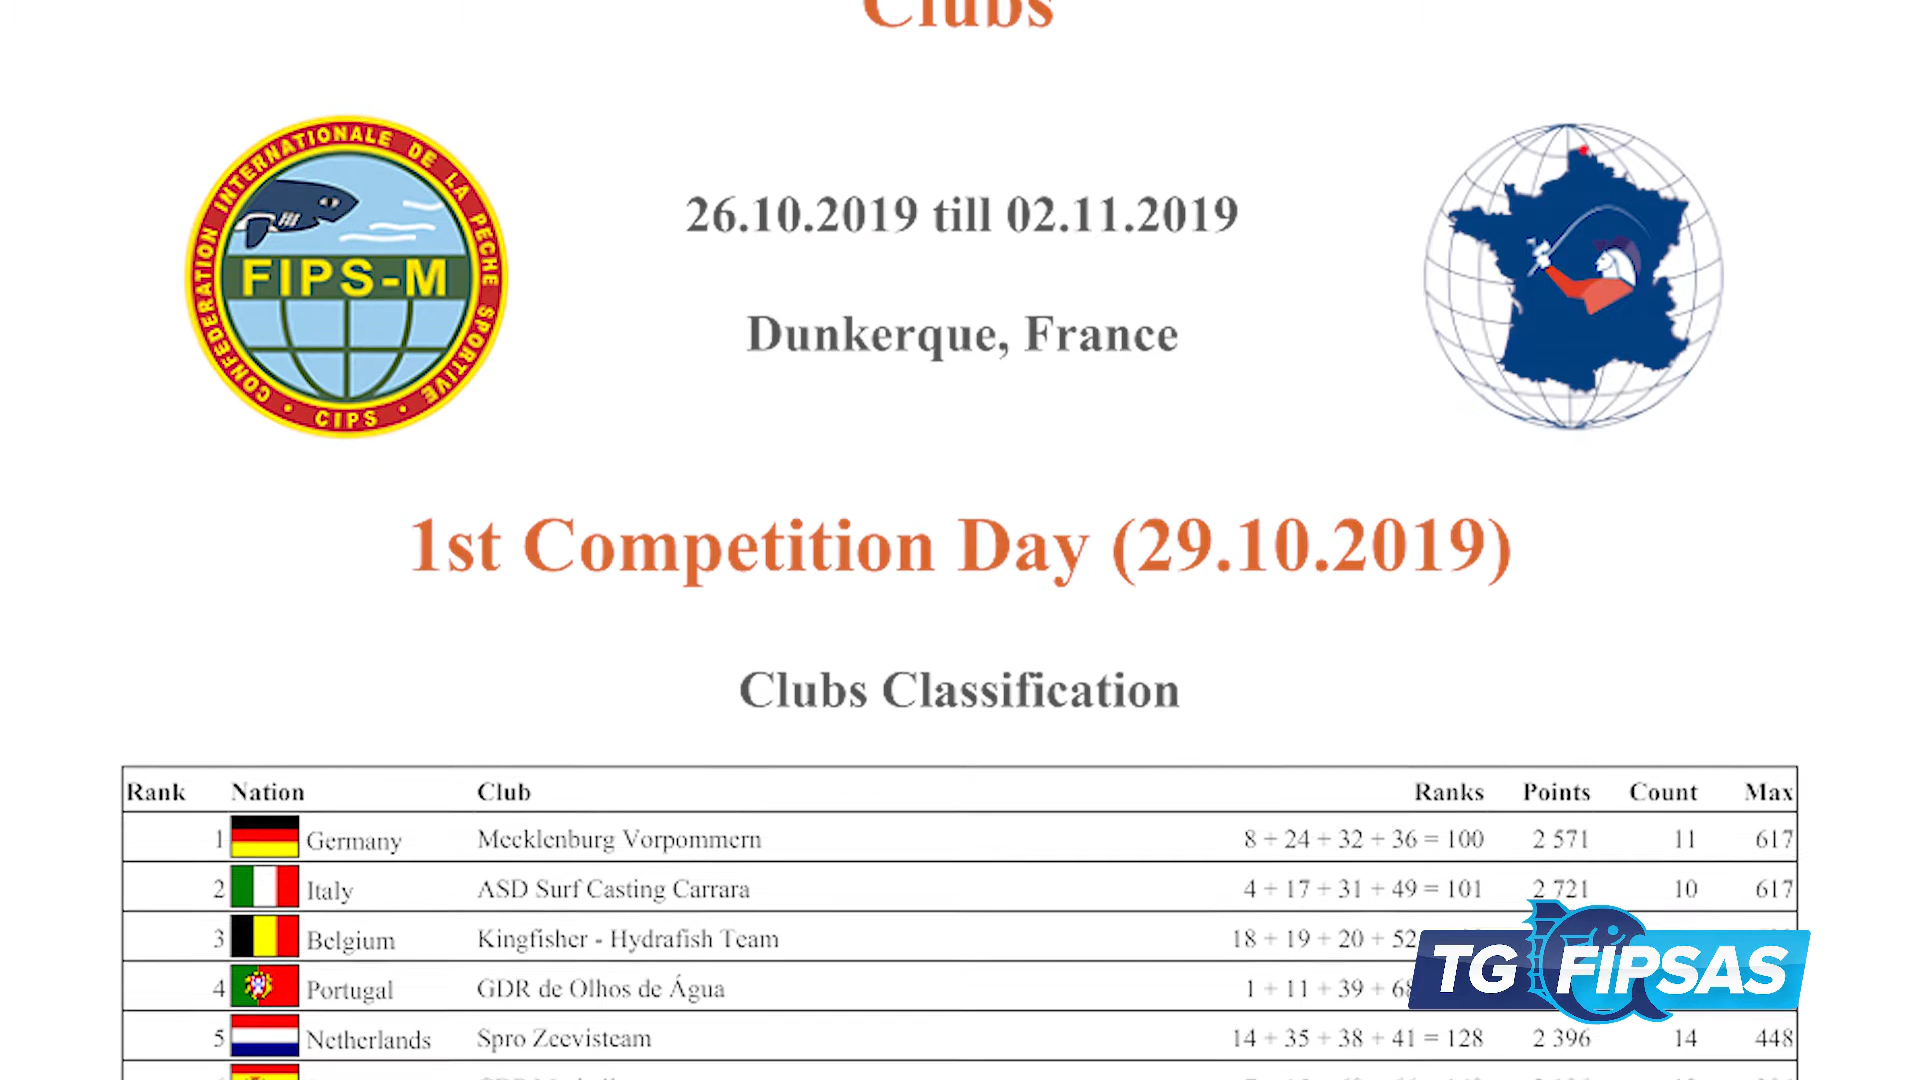 Clubs
CONFEDERATION INTERNATIONALE DE LA PECHE SPORTIVE
FIPS-M
• CIPS •
26.10.2019 till 02.11.2019
Dunkerque, France
1st Competition Day (29.10.2019)
Clubs Classification
Rank Nation Club Ranks Points Count Max
1 Germany Mecklenburg Vorpommern 8 + 24 + 32 + 36 = 100 2 571 11 617
2 Italy ASD Surf Casting Carrara 4 + 17 + 31 + 49 = 101 2 721 10 617
3 Belgium Kingfisher - Hydrafish Team 18 + 19 + 20 + 52
4 Portugal GDR de Olhos de Água 1 + 11 + 39 + 68
5 Netherlands Spro Zeevisteam 14 + 35 + 38 + 41 = 128 2 396 14 448
TG FIPSAS